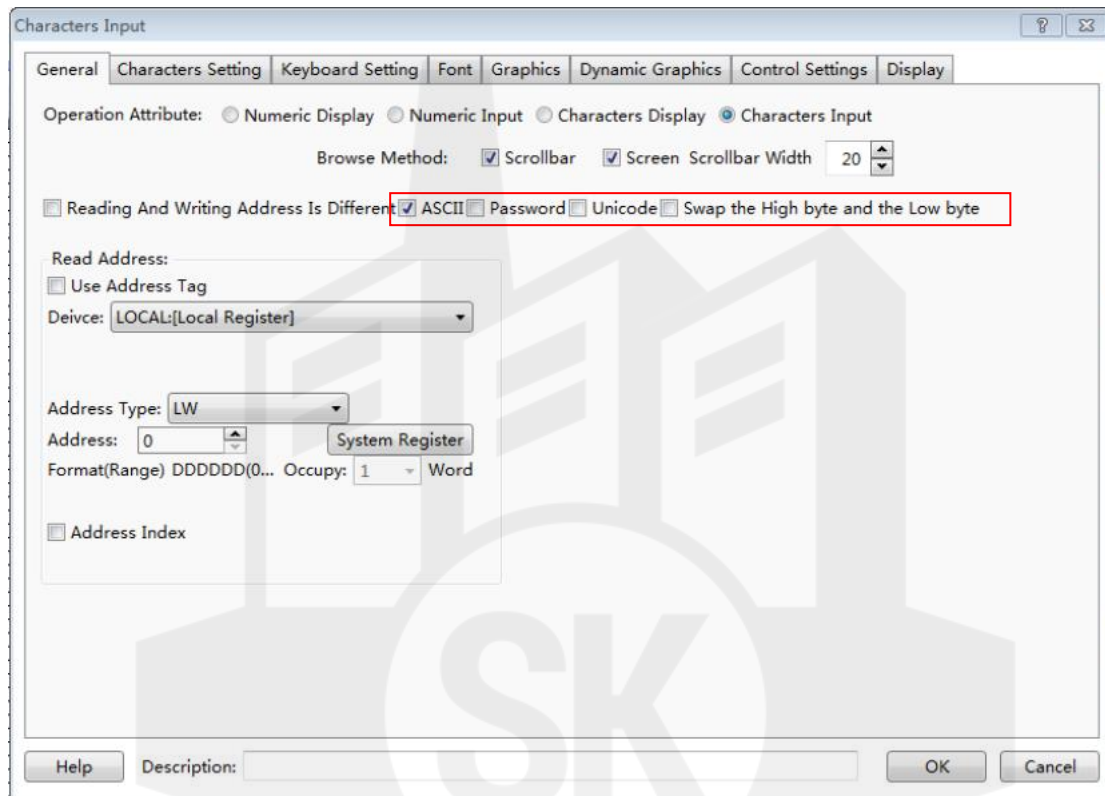 Characters Input
General Characters Setting Keyboard Setting Font Graphics Dynamic Graphics Control Settings Display
Operation Attribute: Numeric Display Numeric Input Characters Display Characters Input
Browse Method: Scrollbar Screen Scrollbar Width 20
Reading And Writing Address Is Different ASCII Password Unicode Swap the High byte and the Low byte
Read Address:
Use Address Tag
Deivce: LOCAL:[Local Register]
Address Type: LW
Address: 0 System Register
Format(Range) DDDDDD(0... Occupy: 1 Word
Address Index
SK
Help Description: OK Cancel